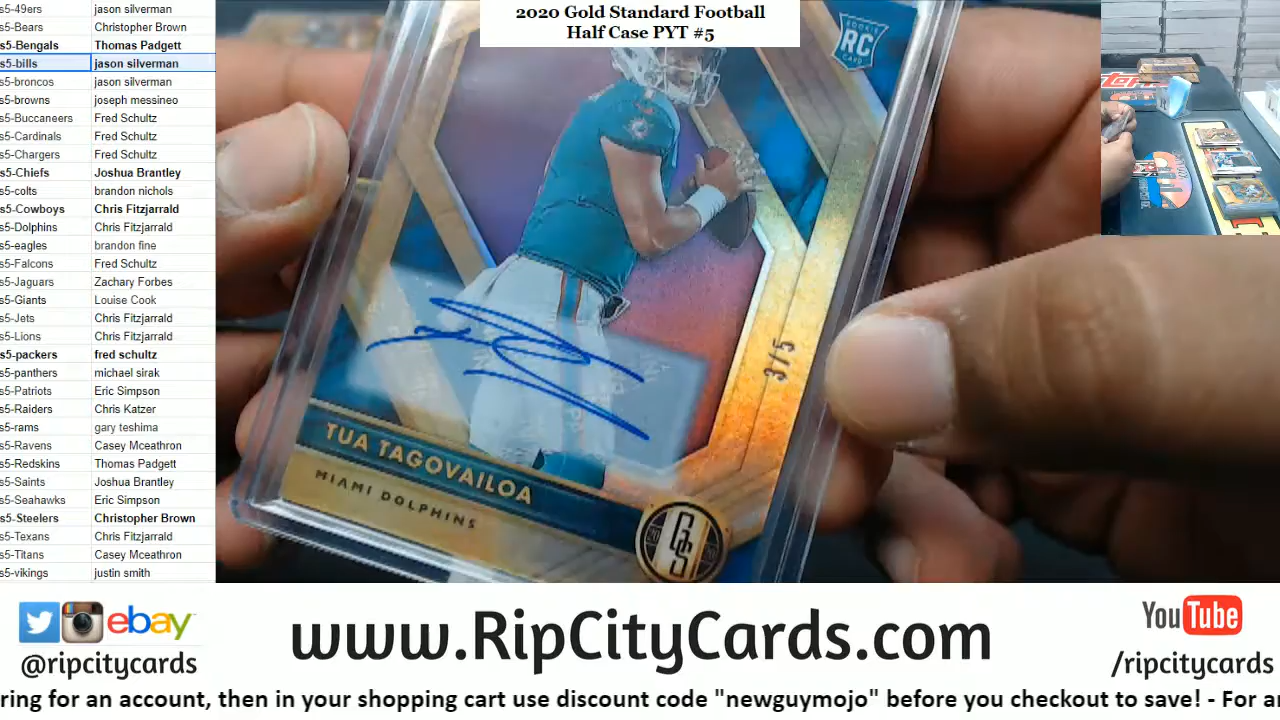 s5-49ers jason silverman
s5-Bears Christopher Brown
s5-Bengals Thomas Padgett
s5-bills jason silverman
s5-broncos jason silverman
s5-browns joseph messineo
s5-Buccaneers Fred Schultz
s5-Cardinals Fred Schultz
s5-Chargers Fred Schultz
s5-Chiefs Joshua Brantley
s5-colts brandon nichols
s5-Cowboys Chris Fitzjarrald
s5-Dolphins Chris Fitzjarrald
s5-eagles brandon fine
s5-Falcons Fred Schultz
s5-Jaguars Zachary Forbes
s5-Giants Louise Cook
s5-Jets Chris Fitzjarrald
s5-Lions Chris Fitzjarrald
s5-packers fred schultz
s5-panthers michael sirak
s5-Patriots Eric Simpson
s5-Raiders Chris Katzer
s5-rams gary teshima
s5-Ravens Casey Mceathron
s5-Redskins Thomas Padgett
s5-Saints Joshua Brantley
s5-Seahawks Eric Simpson
s5-Steelers Christopher Brown
s5-Texans Chris Fitzjarrald
s5-Titans Casey Mceathron
s5-vikings justin smith
2020 Gold Standard Football
Half Case PYT #5
ROOKIE
RC
CARD
3/5
TUA TAGOVAILOA
MIAMI DOLPHINS
GS
ebay
@ripcitycards
www.RipCityCards.com
YouTube
/ripcitycards
ring for an account, then in your shopping cart use discount code "newguymojo" before you checkout to save! - For a